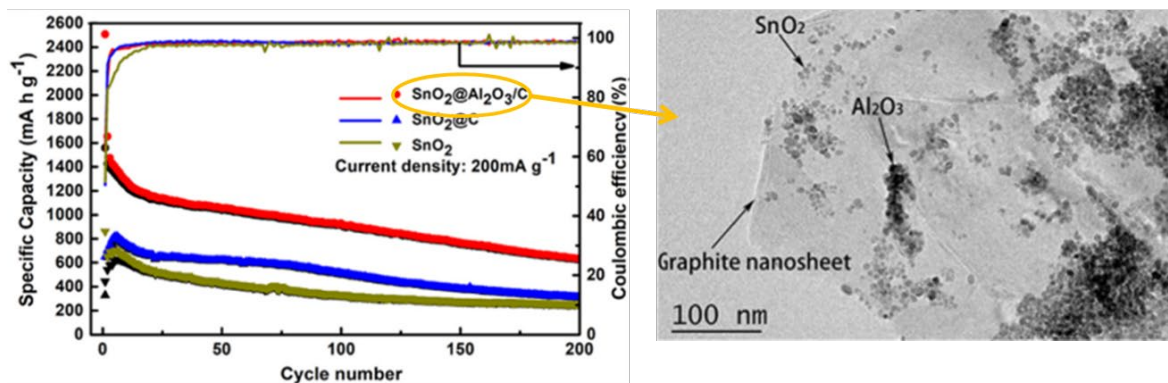 2600
2400
2200
2000
1800
1600
1400
1200
1000
800
600
400
200
0
Specific Capacity (mA h g⁻¹)
0 50 100 150 200
Cycle number
100
80
60
40
20
0
Coulombic efficiency (%)
SnO₂@Al₂O₃/C
SnO₂@C
SnO₂
Current density: 200mA g⁻¹
SnO₂
Al₂O₃
Graphite nanosheet
100 nm